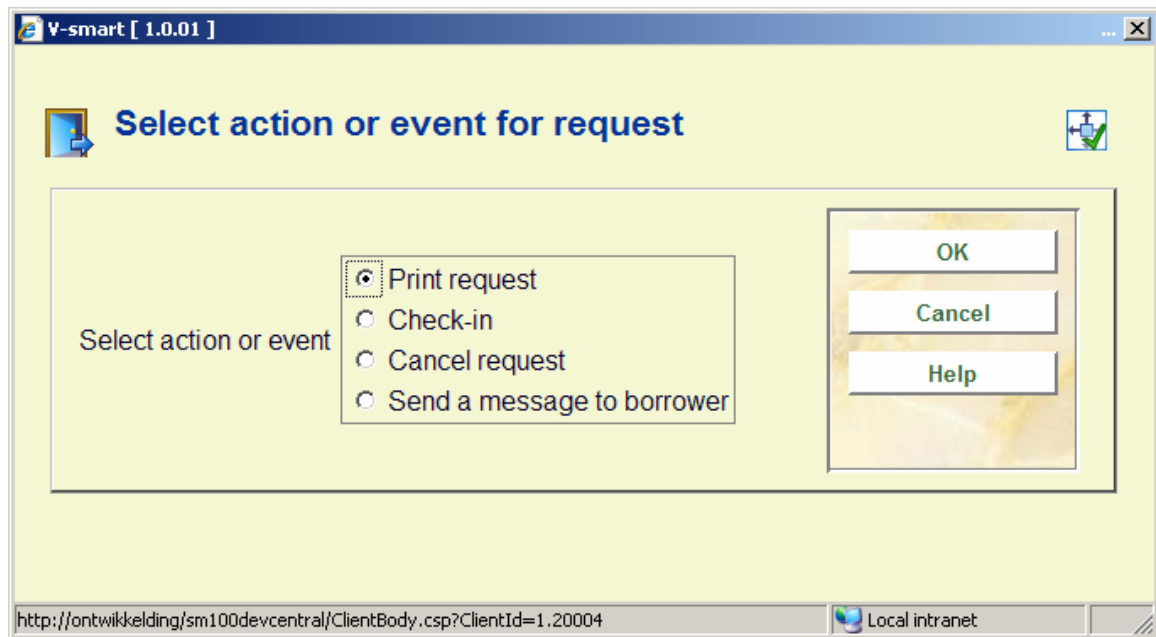 V-smart [ 1.0.01 ]
...
Select action or event for request
Select action or event
Print request
Check-in
Cancel request
Send a message to borrower
OK
Cancel
Help
http://ontwikkelding/sm100devcentral/ClientBody.csp?ClientId=1.20004
Local intranet